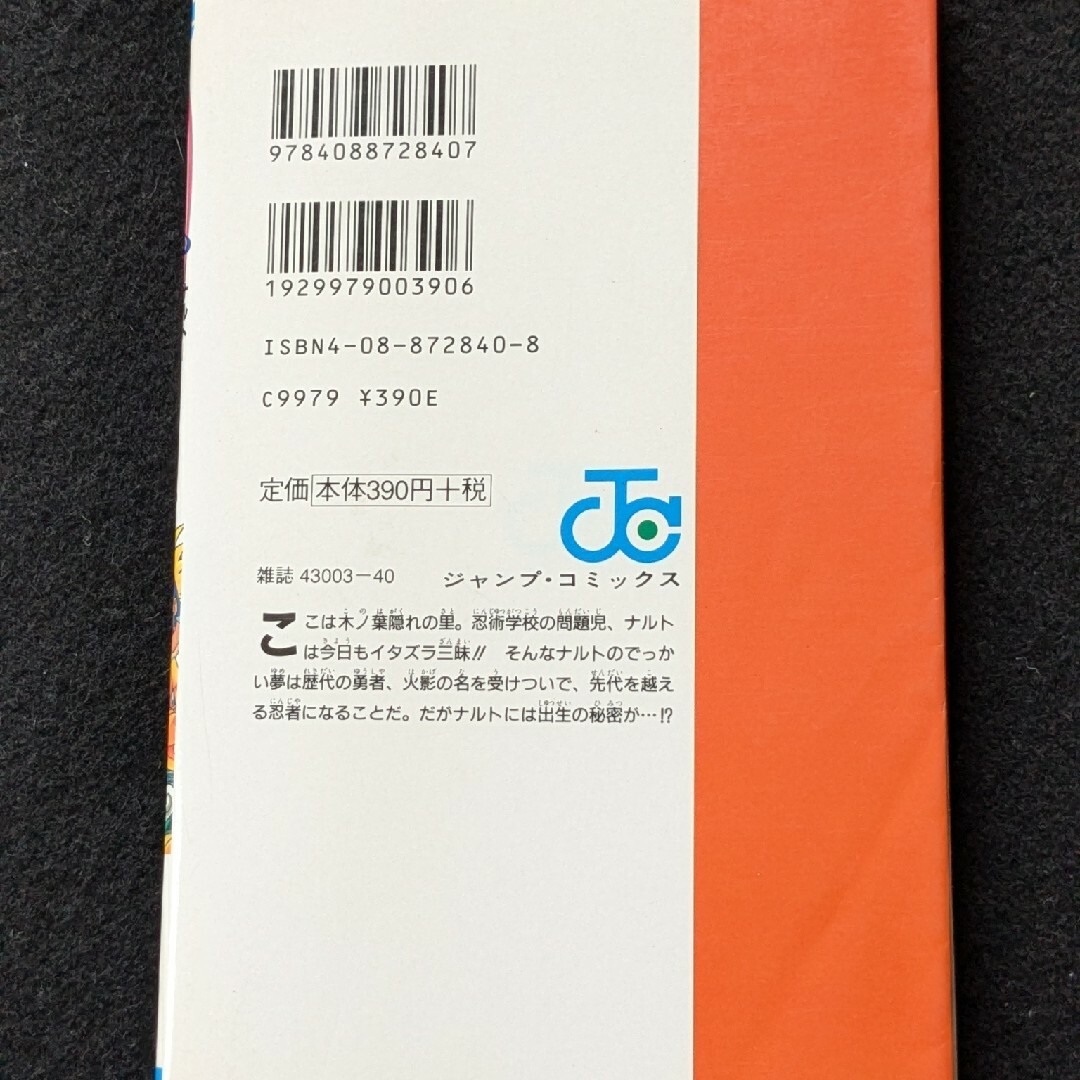 9784088728407
1929979003906
ISBN4-08-872840-8
C9979 ¥390E
定価 本体390円+税
雑誌 43003-40
JC
ジャンプ・コミックス
ここは木ノ葉隠れの里。忍術学校の問題児、ナルト
は今日もイタズラ三昧!! そんなナルトのでっか
い夢は歴代の勇者、火影の名を受けついで、先代を越え
る忍者になることだ。だがナルトには出生の秘密が…!?